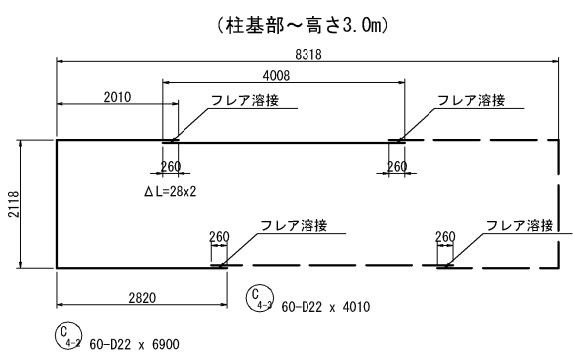 (柱基部～高さ3.0m)
8318
4008
2010
フレア溶接
フレア溶接
260
260
ΔL=28x2
2118
フレア溶接
フレア溶接
260
260
2820
C
4-3
60-D22 x 4010
C
4-2
60-D22 x 6900